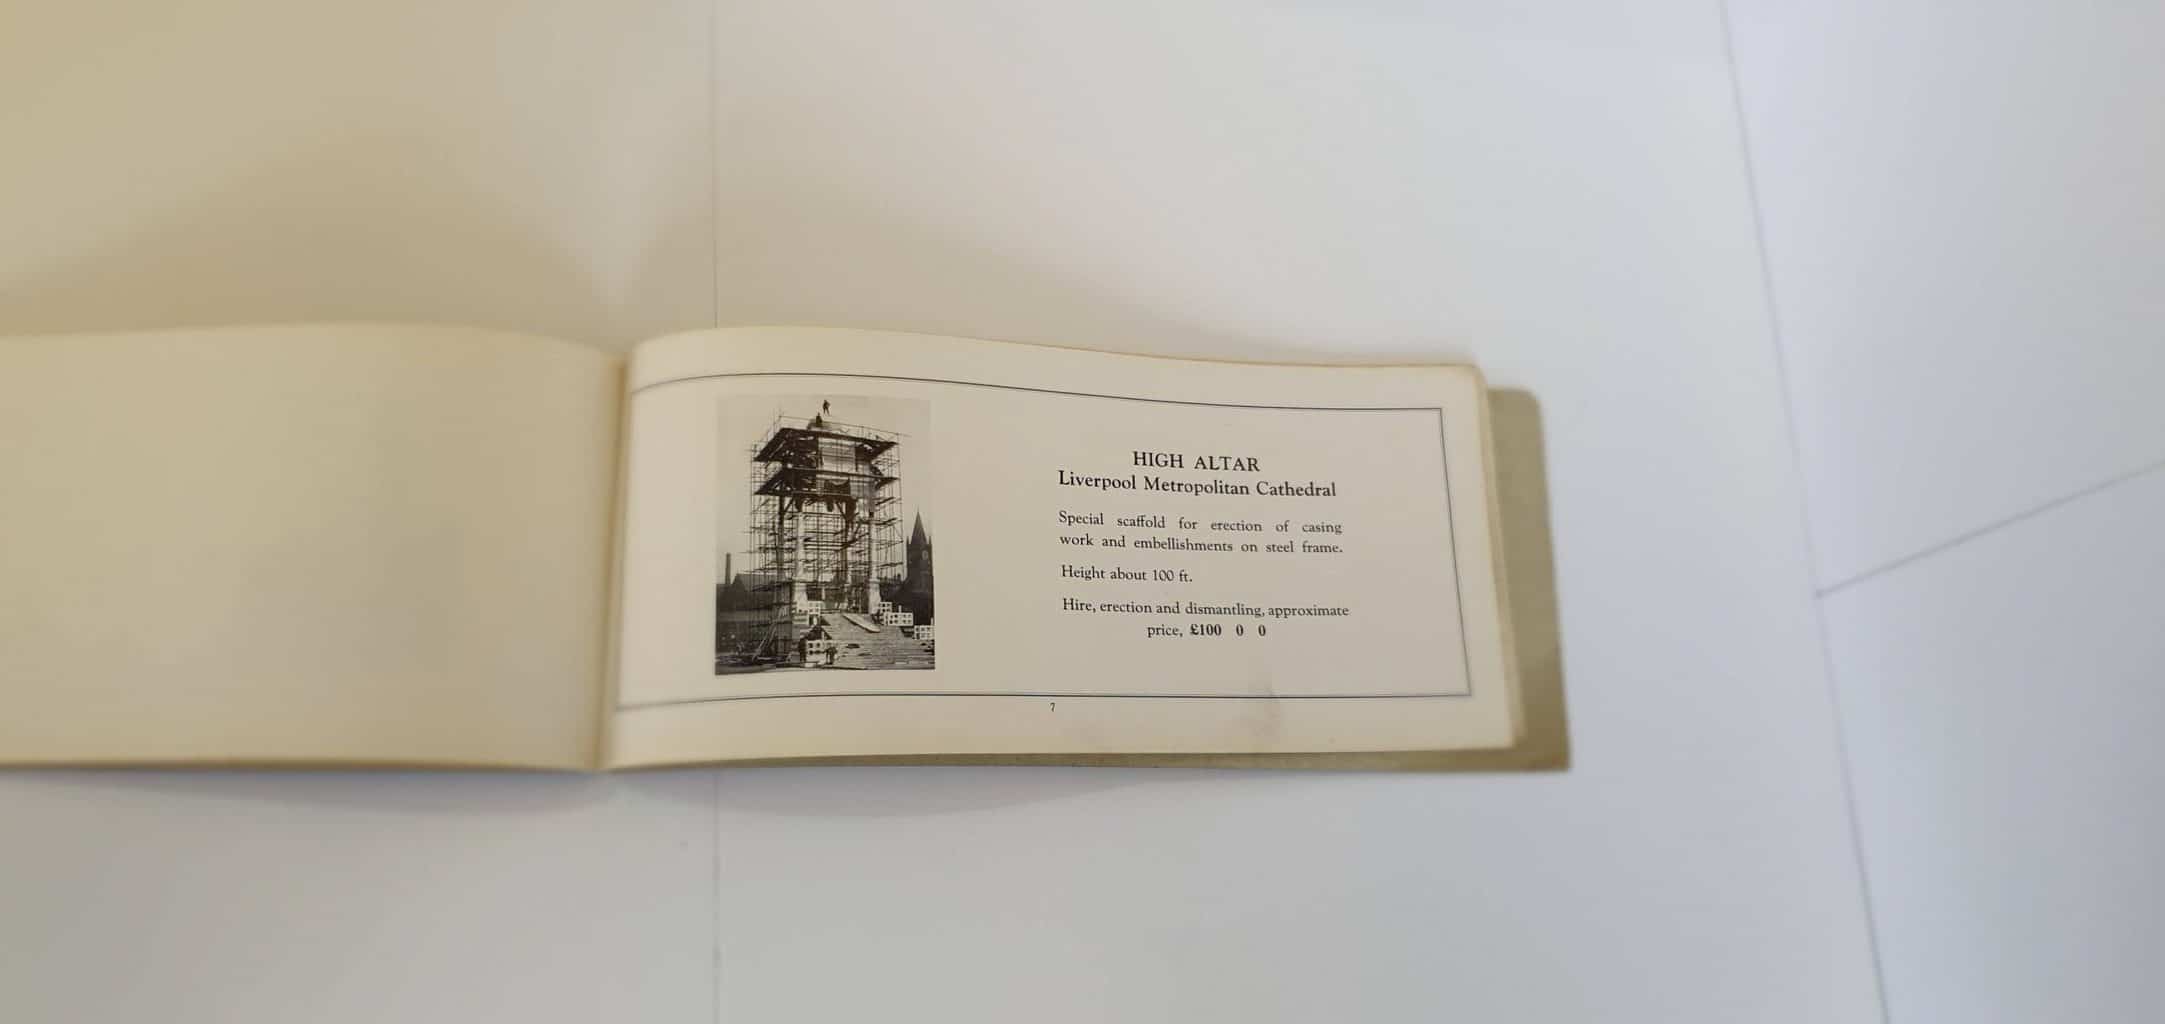 HIGH ALTAR
Liverpool Metropolitan Cathedral
Special scaffold for erection of casing
work and embellishments on steel frame.
Height about 100 ft.
Hire, erection and dismantling, approximate
price, £100 0 0
7